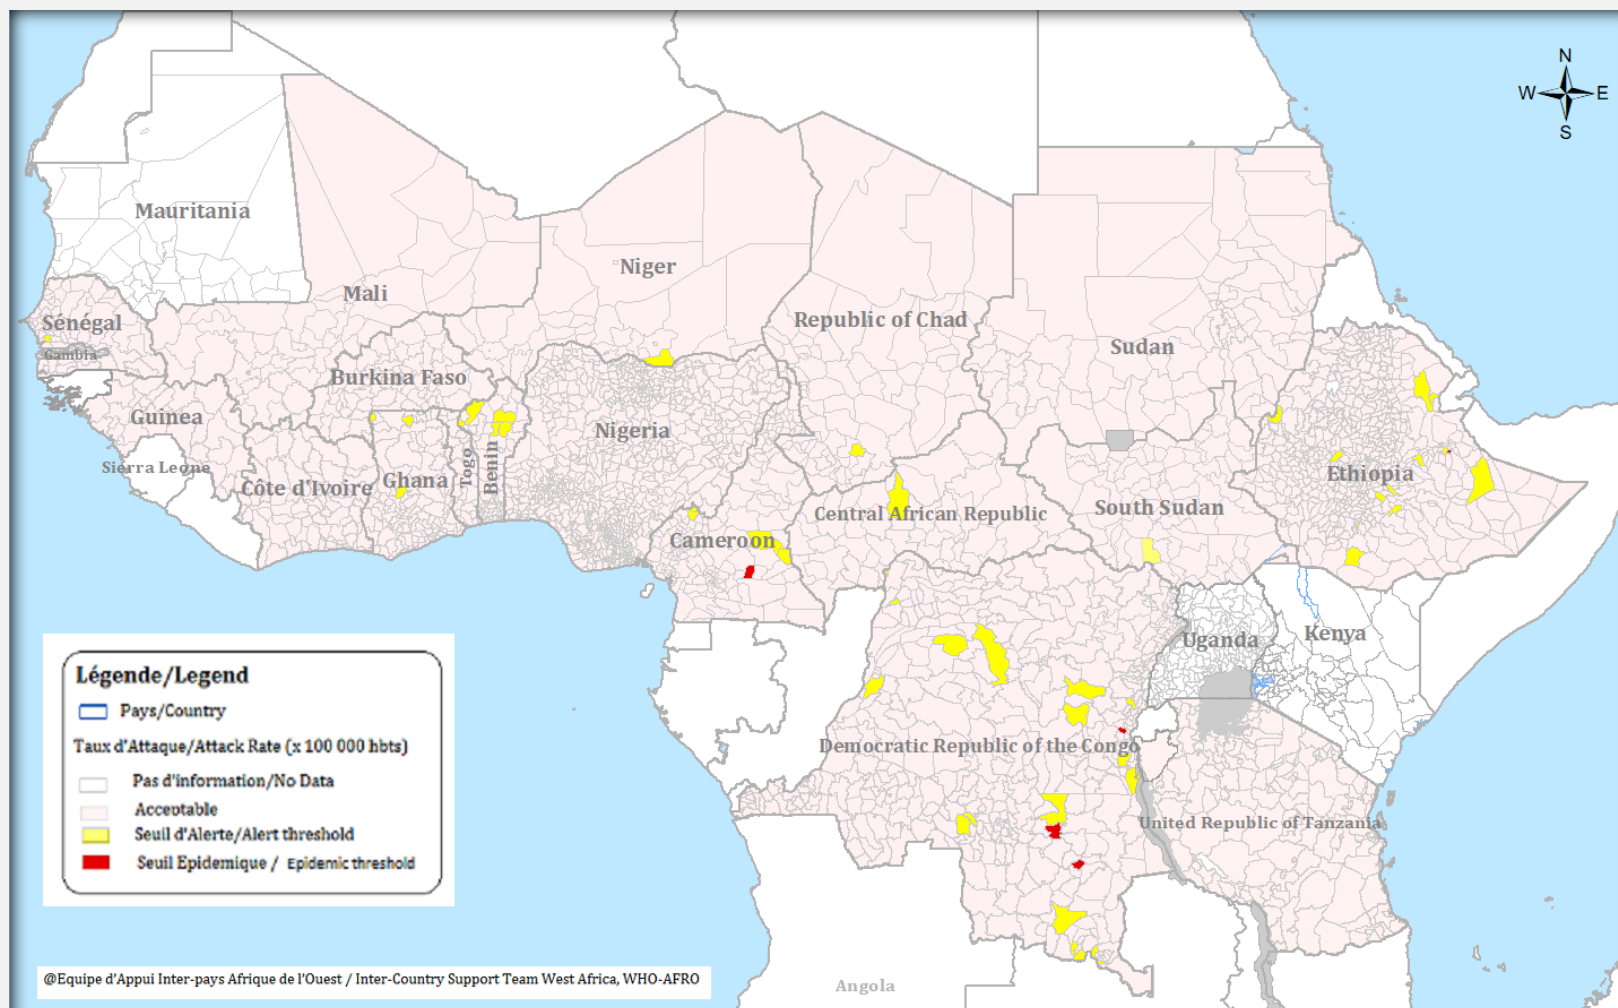 N
W E
S
Mauritania
Niger
Mali
Republic of Chad
Sénégal
Sudan
Gambia
Burkina Faso
Guinea
Nigeria
Sierra Leone
Togo
Benin
Ethiopia
Ghana
Côte d'Ivoire
South Sudan
Central African Republic
Cameroon
Kenya
Uganda
Democratic Republic of the Congo
United Republic of Tanzania
Angola
Légende/Legend
Pays/Country
Taux d'Attaque/Attack Rate (x 100 000 hbts)
Pas d'information/No Data
Acceptable
Seuil d'Alerte/Alert threshold
Seuil Epidemique / Epidemic threshold
@Equipe d'Appui Inter-pays Afrique de l'Ouest / Inter-Country Support Team West Africa, WHO-AFRO